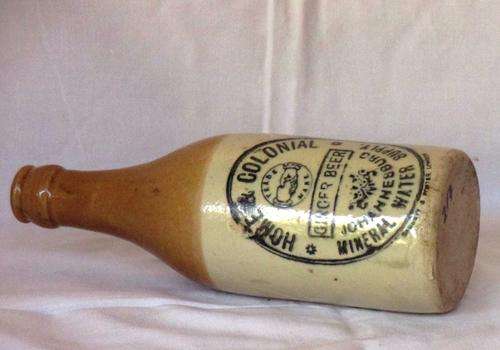 HOME & COLONIAL
GINGER BEER
JOHANNESBURG
MINERAL WATER
SUPPLY.